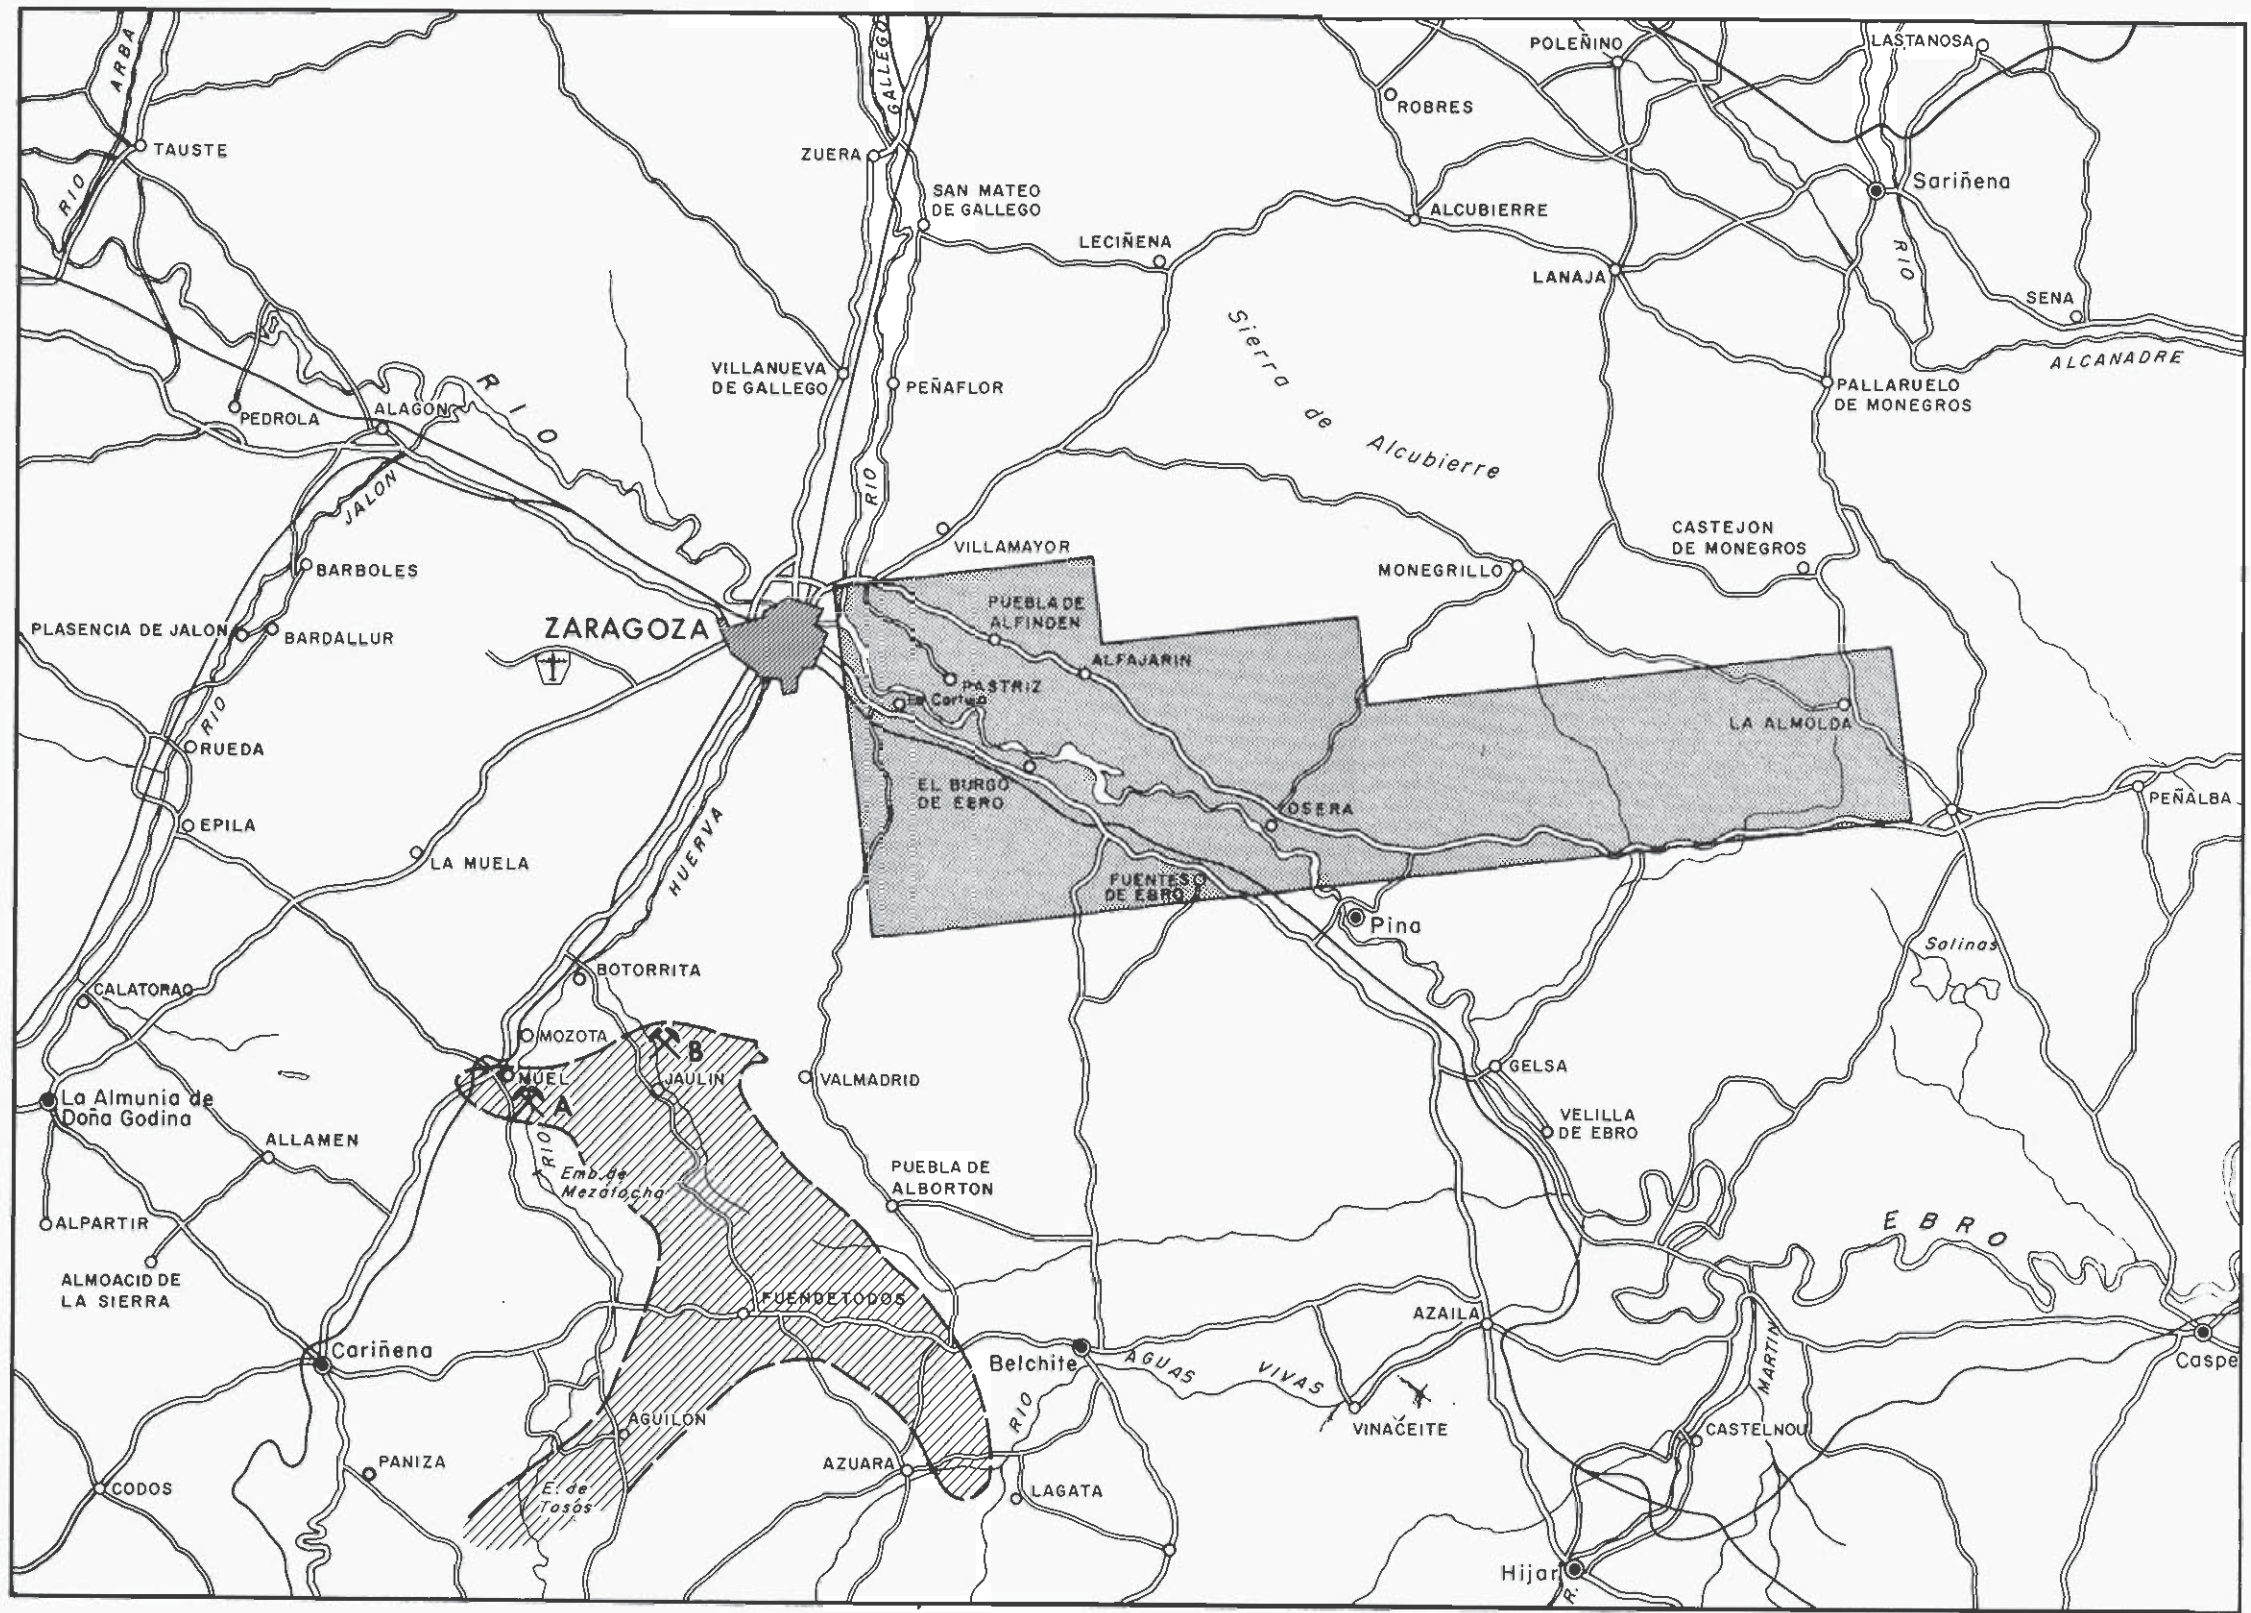 ARBA
GALLEGO
POLEÑINO
LASTANOSA
ROBRES
TAUSTE
ZUERA
RIO
SAN MATEO
DE GALLEGO
Sariñena
ALCUBIERRE
LECIÑENA
LANAJA
RIO
SENA
Sierra de Alcubierre
ALCANADRE
VILLANUEVA
DE GALLEGO
PEÑAFLOR
PALLARUELO
DE MONEGROS
RIO
PEDROLA
ALAGON
JALON
RIO
VILLAMAYOR
CASTEJON
DE MONEGROS
MONEGRILLO
BARBOLES
PLASENCIA DE JALON
BARDALLUR
ZARAGOZA
PUEBLA DE
ALFINDEN
ALFAJARIN
PASTRIZ
La Cartuja
RIO
RUEDA
LA ALMOLDA
EL BURGO
DE EBRO
OSERA
PEÑALBA
EPILA
LA MUELA
HUERVA
FUENTES
DE EBRO
Pina
Salinas
BOTORRITA
CALATORAO
MOZOTA
B
MUEL
JAULIN
A
VALMADRID
GELSA
La Almunia de
Doña Godina
VELILLA
DE EBRO
ALLAMEN
RIO
Emb. de
Mezalocha
PUEBLA DE
ALBORTON
ALPARTIR
EBRO
ALMOACID DE
LA SIERRA
FUENDETODOS
AZAILA
Cariñena
Belchite
AGUAS VIVAS
MARTIN
Caspe
RIO
AGUILON
VINACEITE
CASTELNOU
PANIZA
AZUARA
CODOS
E. de
Tosós
LAGATA
Hijar
R.